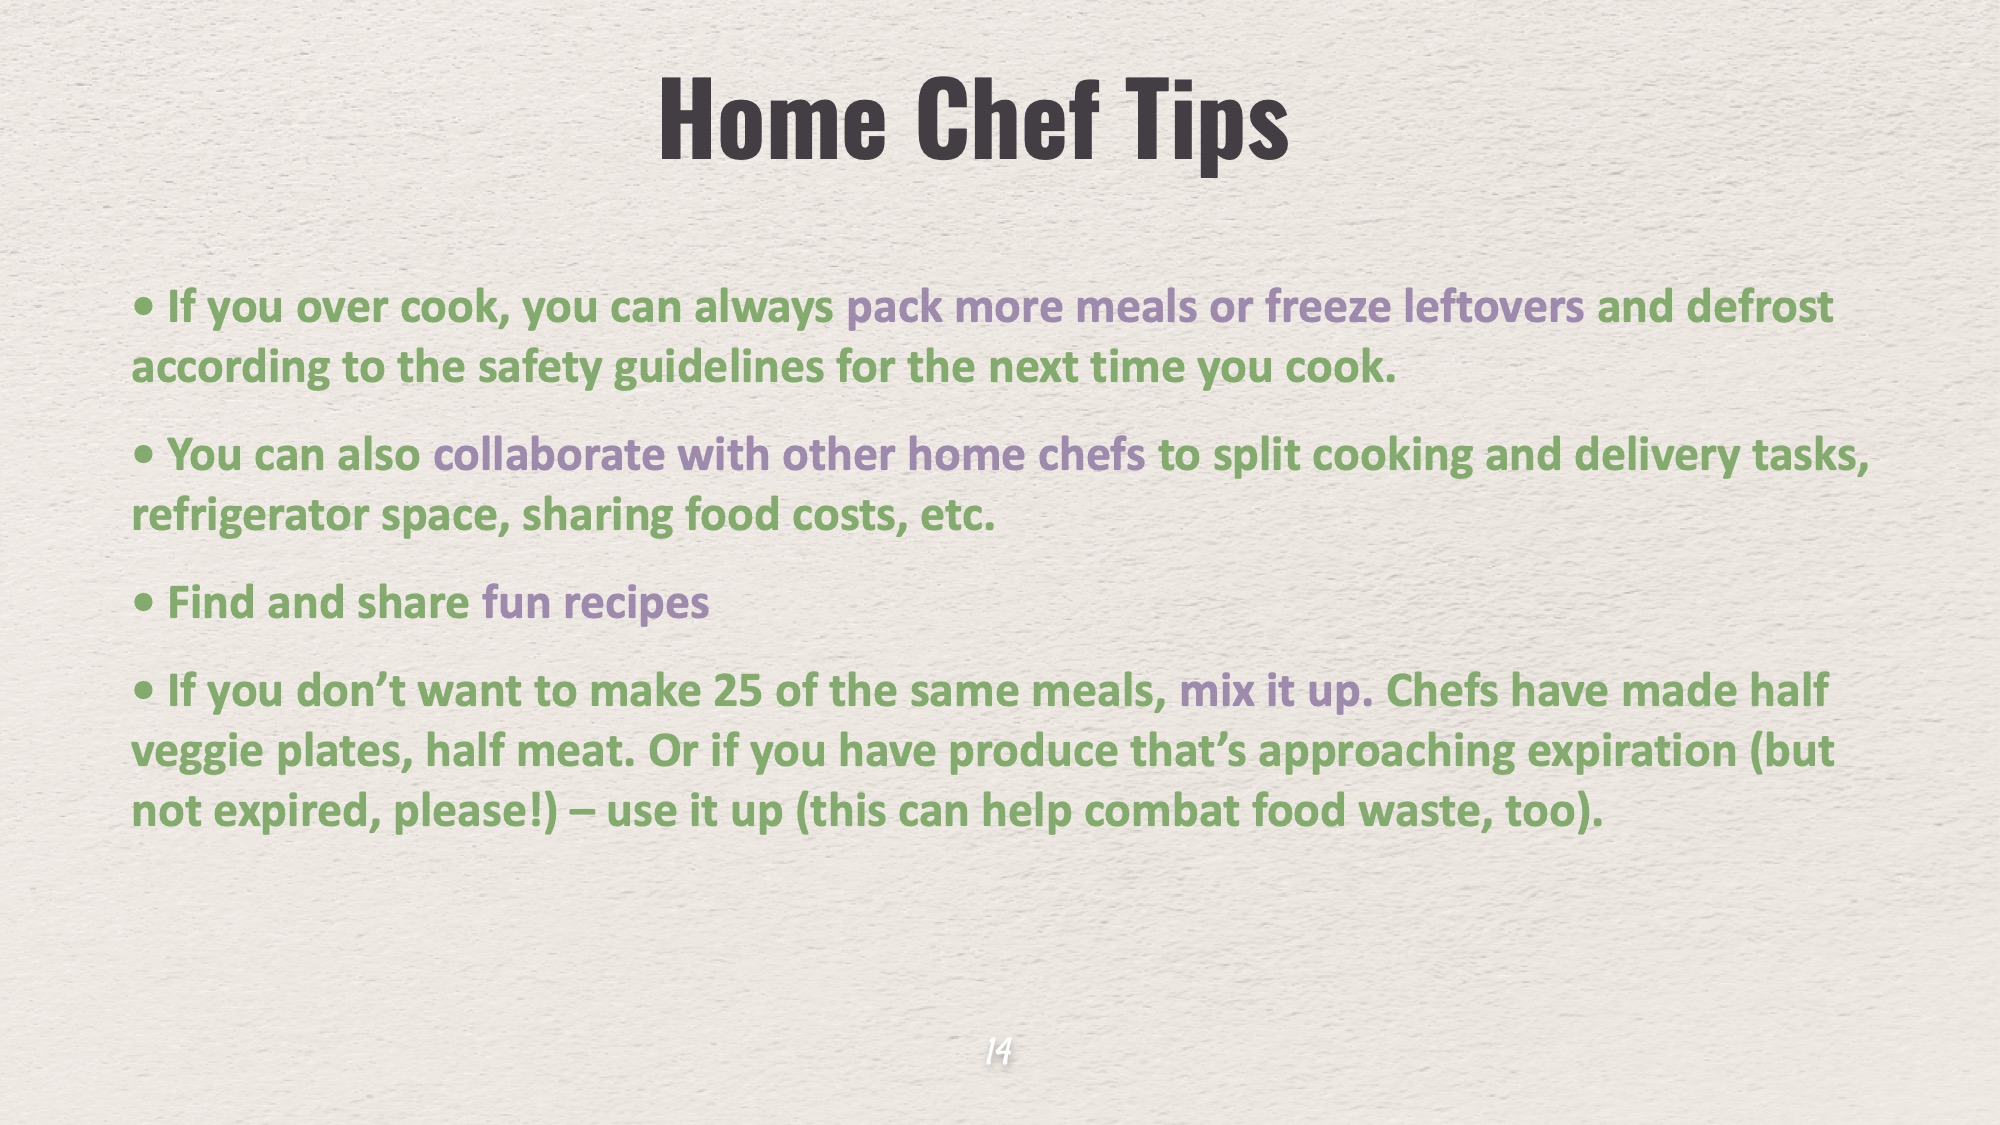 Home Chef Tips
• If you over cook, you can always pack more meals or freeze leftovers and defrost
according to the safety guidelines for the next time you cook.
• You can also collaborate with other home chefs to split cooking and delivery tasks,
refrigerator space, sharing food costs, etc.
• Find and share fun recipes
• If you don’t want to make 25 of the same meals, mix it up. Chefs have made half
veggie plates, half meat. Or if you have produce that’s approaching expiration (but
not expired, please!) – use it up (this can help combat food waste, too).
14